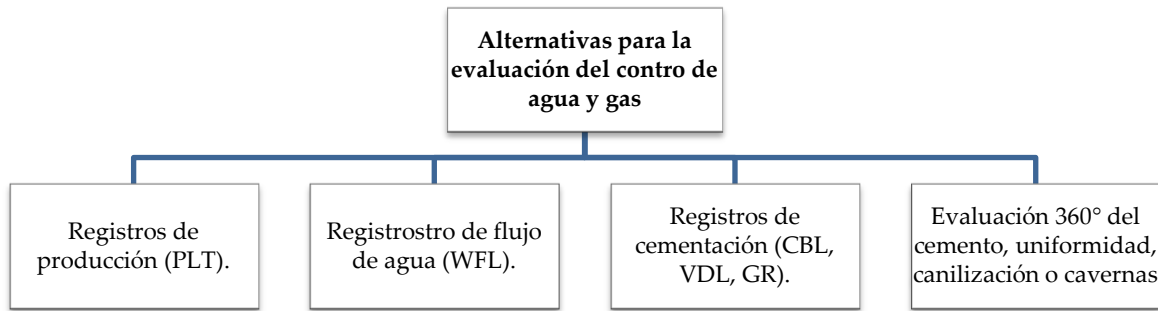 Alternativas para la
evaluación del contro de
agua y gas
Registros de
producción (PLT).
Registrostro de flujo
de agua (WFL).
Registros de
cementación (CBL,
VDL, GR).
Evaluación 360° del
cemento, uniformidad,
canilización o cavernas